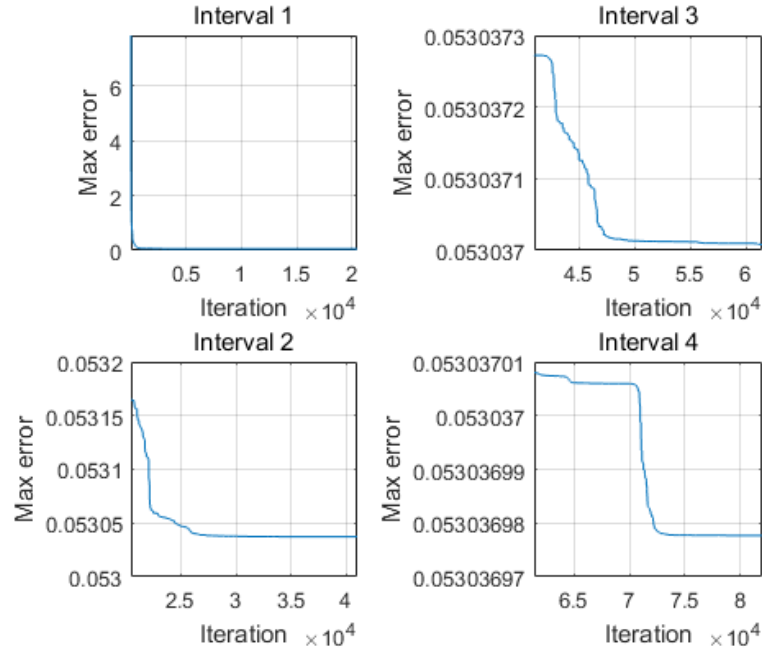 Interval 1
Max error
6
4
2
0
0.5 1 1.5 2
Iteration ×10^4
Interval 3
Max error
0.0530373
0.0530372
0.0530371
0.053037
4.5 5 5.5 6
Iteration ×10^4
Interval 2
Max error
0.0532
0.05315
0.0531
0.05305
0.053
2.5 3 3.5 4
Iteration ×10^4
Interval 4
Max error
0.05303701
0.053037
0.05303699
0.05303698
0.05303697
6.5 7 7.5 8
Iteration ×10^4